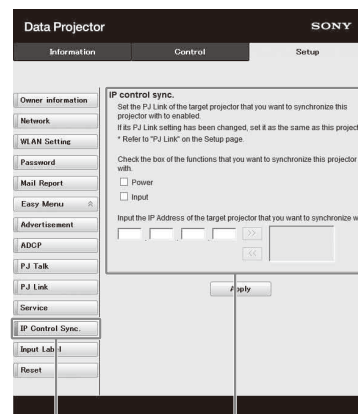 Data Projector
SONY
Information
Control
Setup
Owner information
Network
WLAN Setting
Password
Mail Report
Easy Menu
Advertisement
ADCP
PJ Talk
PJ Link
Service
IP Control Sync.
Input Label
Reset
IP control sync.
Set the PJ Link of the target projector that you want to synchronize this
projector with to enabled.
If its PJ Link setting has been changed, set it as the same as this project
* Refer to "PJ Link" on the Setup page.
Check the box of the functions that you want to synchronize this projector
with.
Power
Input
Input the IP Address of the target projector that you want to synchronize w
. . . >>
<<
Apply